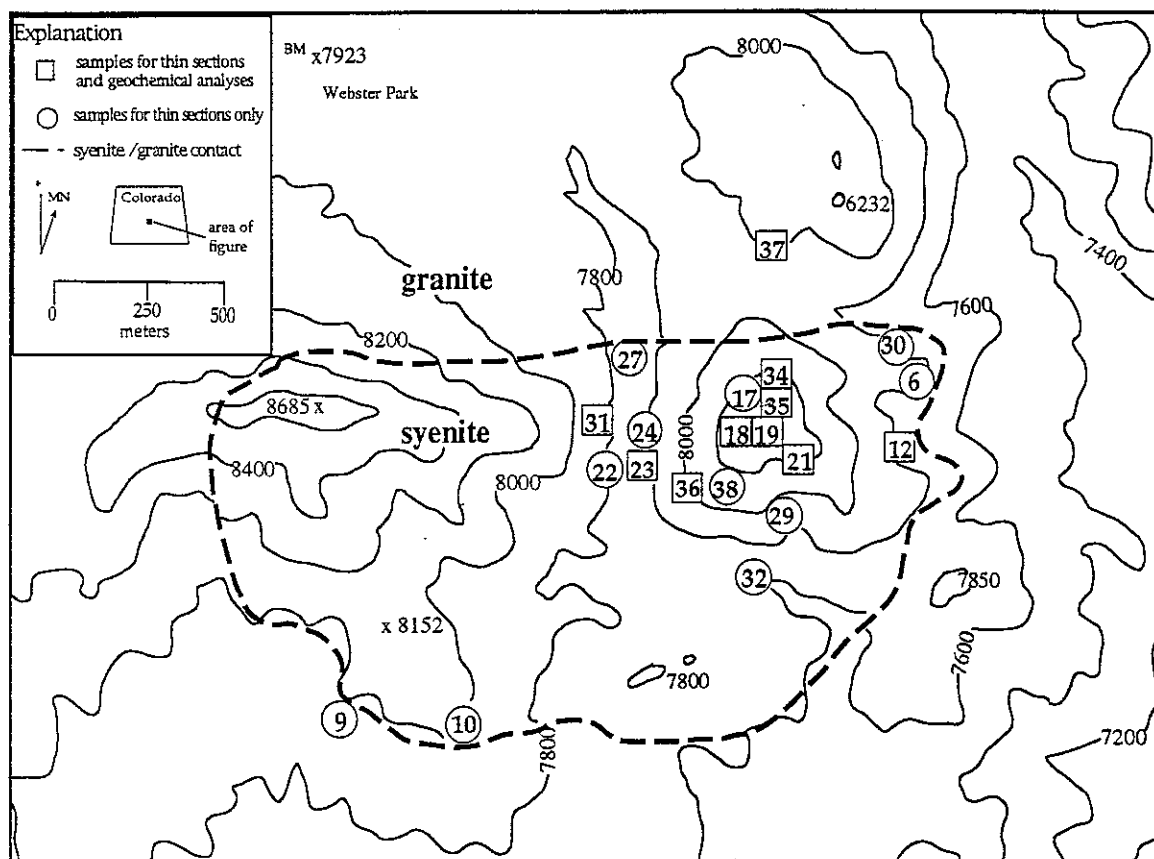 Explanation
samples for thin sections
and geochemical analyses
samples for thin sections only
syenite /granite contact
MN
Colorado
area of
figure
0
250
500
meters
BM x7923
Webster Park
8000
6232
37
7400
7800
granite
7600
8200
27
30
34
6
17
35
8685 x
31
syenite
24
18
19
12
8000
21
22
23
8400
8000
36
38
29
32
7850
x 8152
7600
7800
9
10
7800
7200